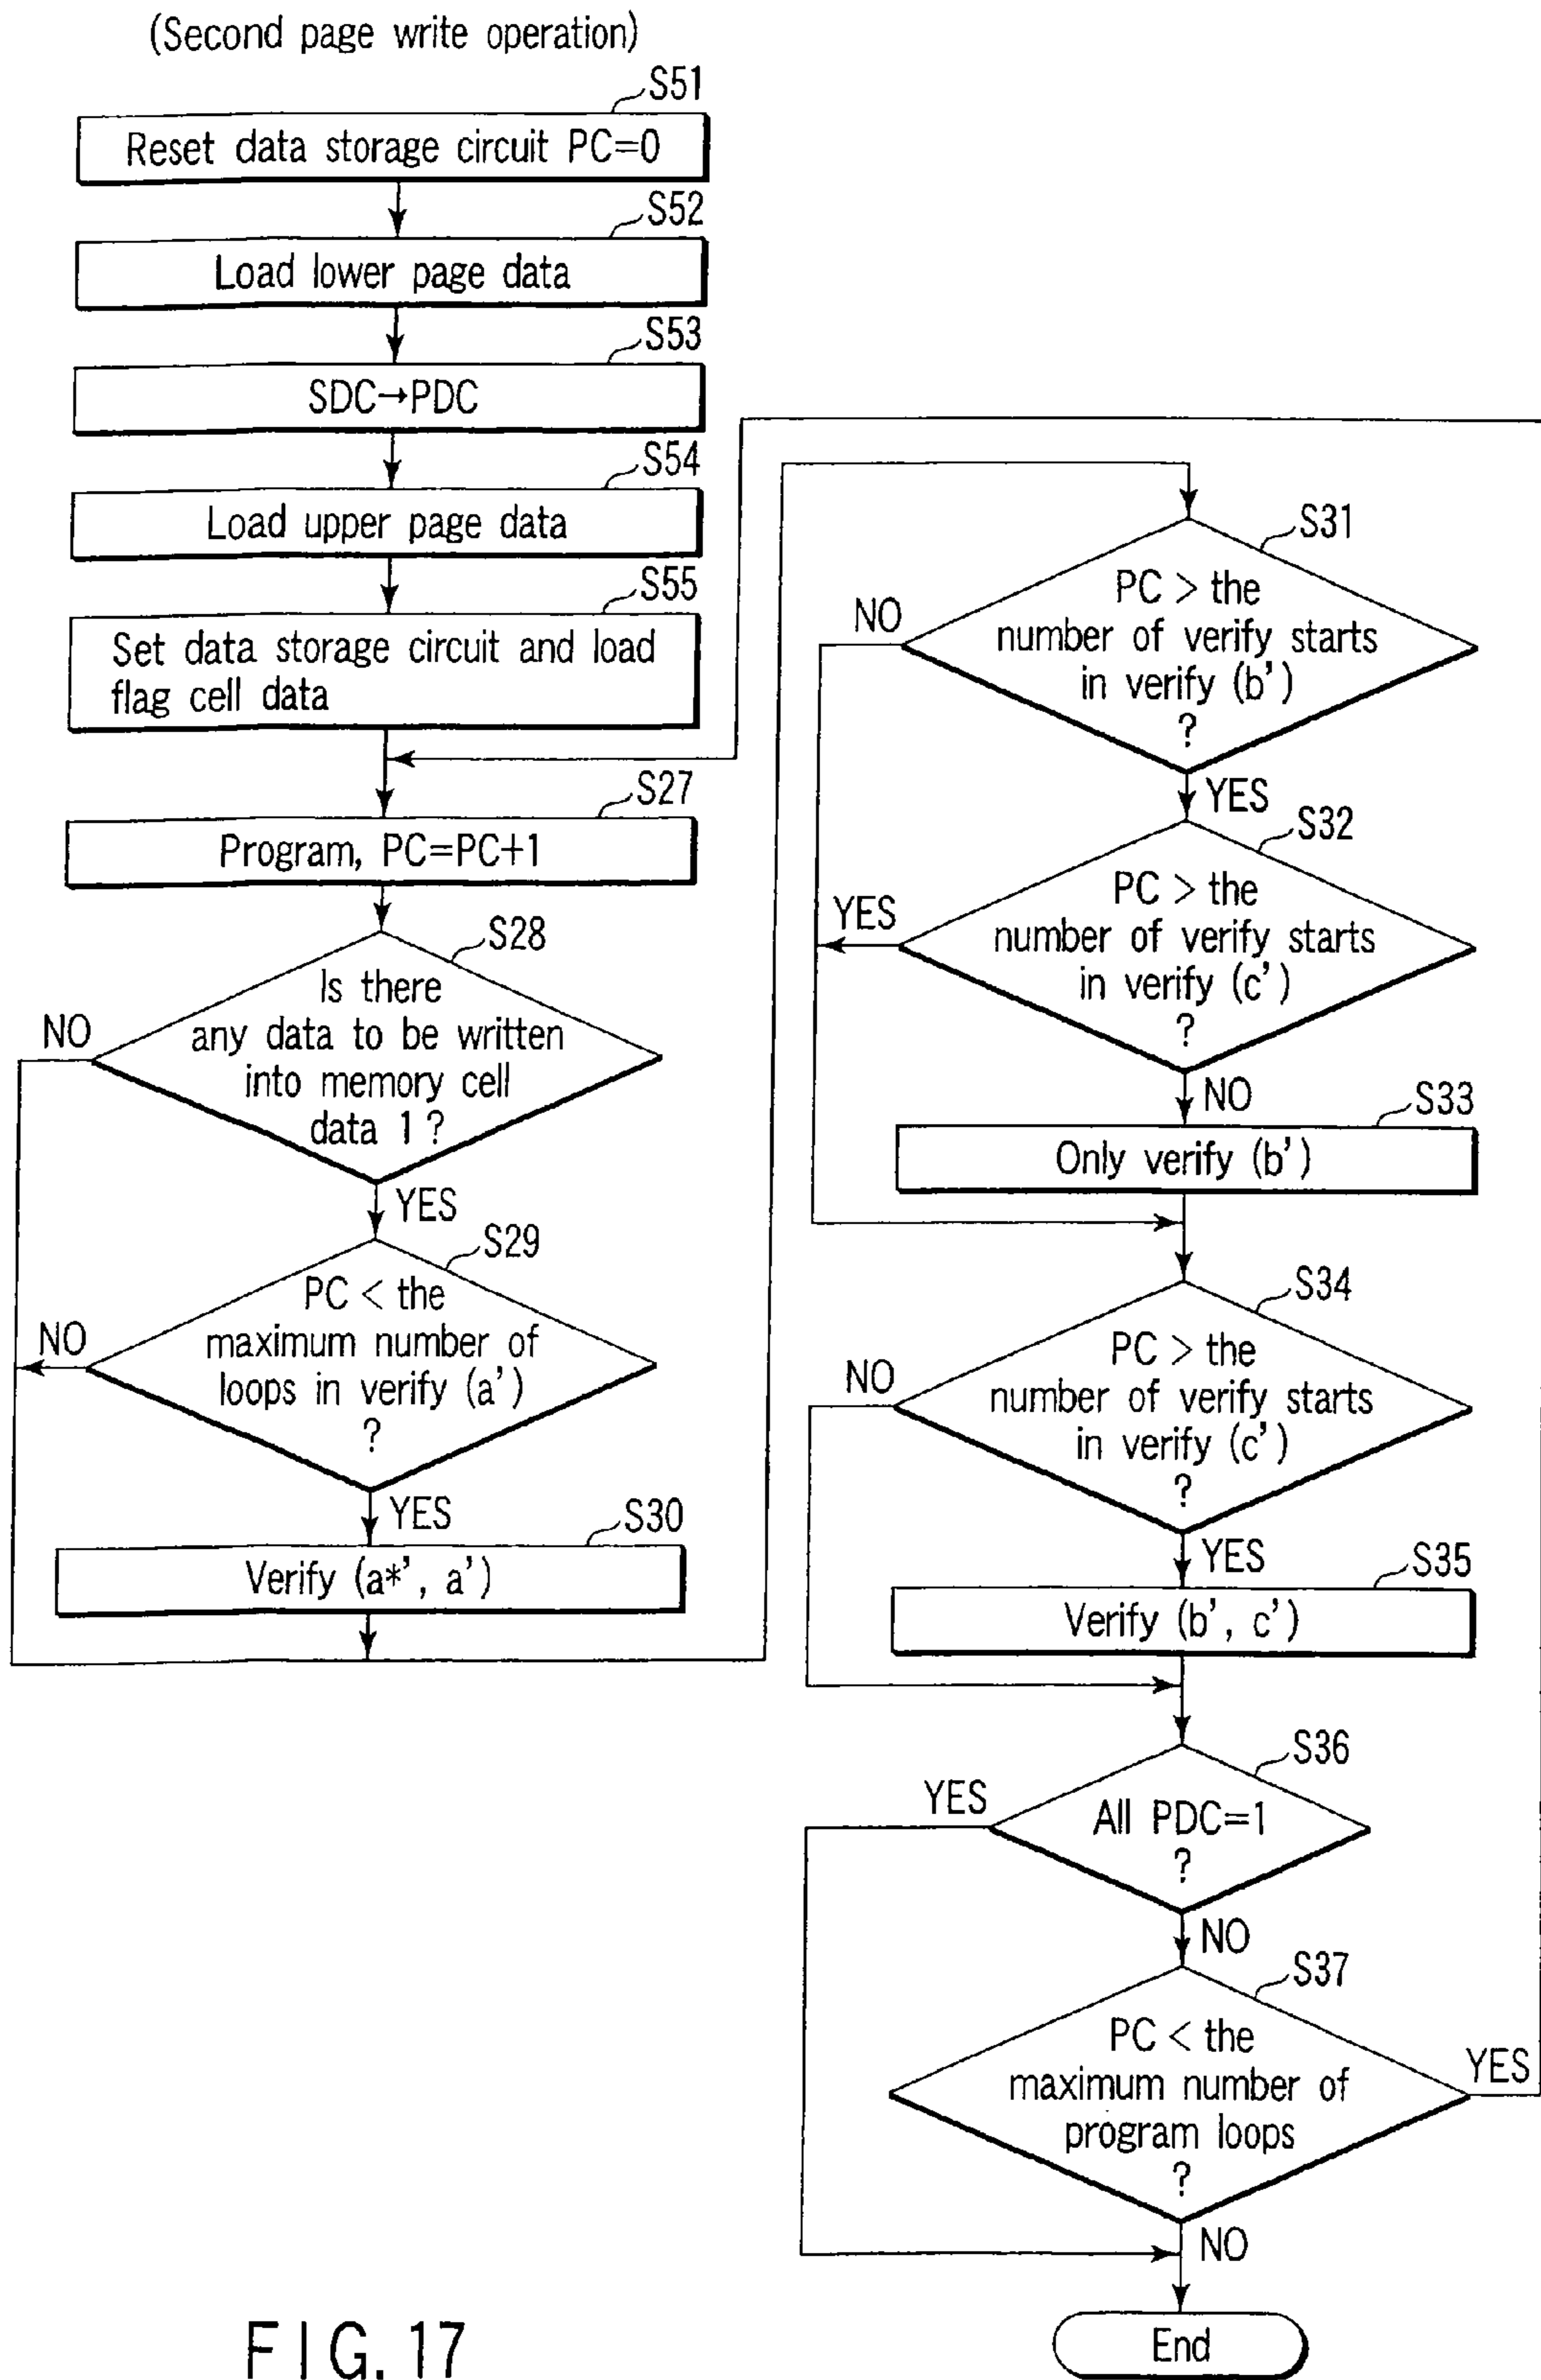 (Second page write operation)
S51
Reset data storage circuit PC=0
S52
Load lower page data
S53
SDC→PDC
S54
Load upper page data
S55
Set data storage circuit and load
flag cell data
S27
Program, PC=PC+1
S28
Is there
any data to be written
into memory cell
data 1 ?
NO
YES
S29
PC < the
maximum number of
loops in verify (a')
?
NO
YES
S30
Verify (a*', a')
S31
PC > the
number of verify starts
in verify (b')
?
NO
YES
S32
PC > the
number of verify starts
in verify (c')
?
YES
NO
S33
Only verify (b')
S34
PC > the
number of verify starts
in verify (c')
?
NO
YES
S35
Verify (b', c')
S36
All PDC=1
?
YES
NO
S37
PC < the
maximum number of
program loops
?
YES
NO
End
FIG. 17